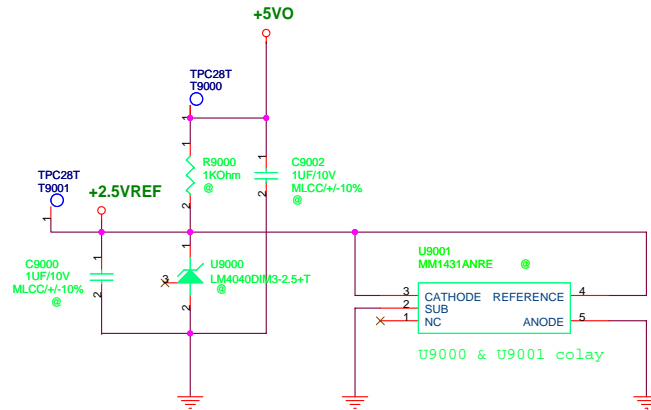 +5VO
TPC28T
T9000
1
1
R9000
1KOhm
@
2
1
C9002
1UF/10V
MLCC/+/-10%
@
2
TPC28T
T9001
+2.5VREF
1
C9000
1UF/10V
MLCC/+/-10%
@
1
2
1
U9000
LM4040DIM3-2.5+T
@
3
2
U9001
MM1431ANRE @
3 CATHODE REFERENCE 4
2 SUB
1 NC ANODE 5
U9000 & U9001 colay